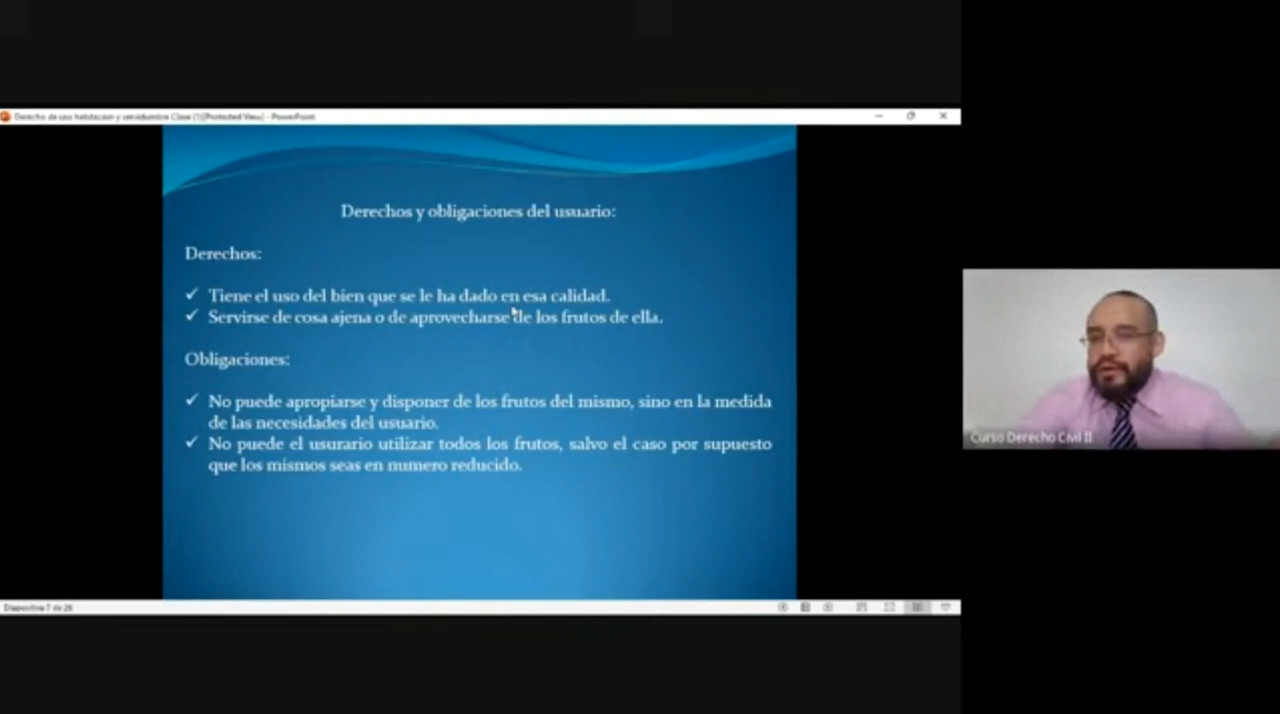 Derecho de uso habitacion y servidumbre Clase (1)[Protected View] - PowerPoint
Derechos y obligaciones del usuario:
Derechos:
✓ Tiene el uso del bien que se le ha dado en esa calidad.
✓ Servirse de cosa ajena o de aprovecharse de los frutos de ella.
Obligaciones:
✓ No puede apropiarse y disponer de los frutos del mismo, sino en la medida
de las necesidades del usuario.
✓ No puede el usurario utilizar todos los frutos, salvo el caso por supuesto
que los mismos seas en numero reducido.
Curso Derecho Civil II
Diapositiva 7 de 26